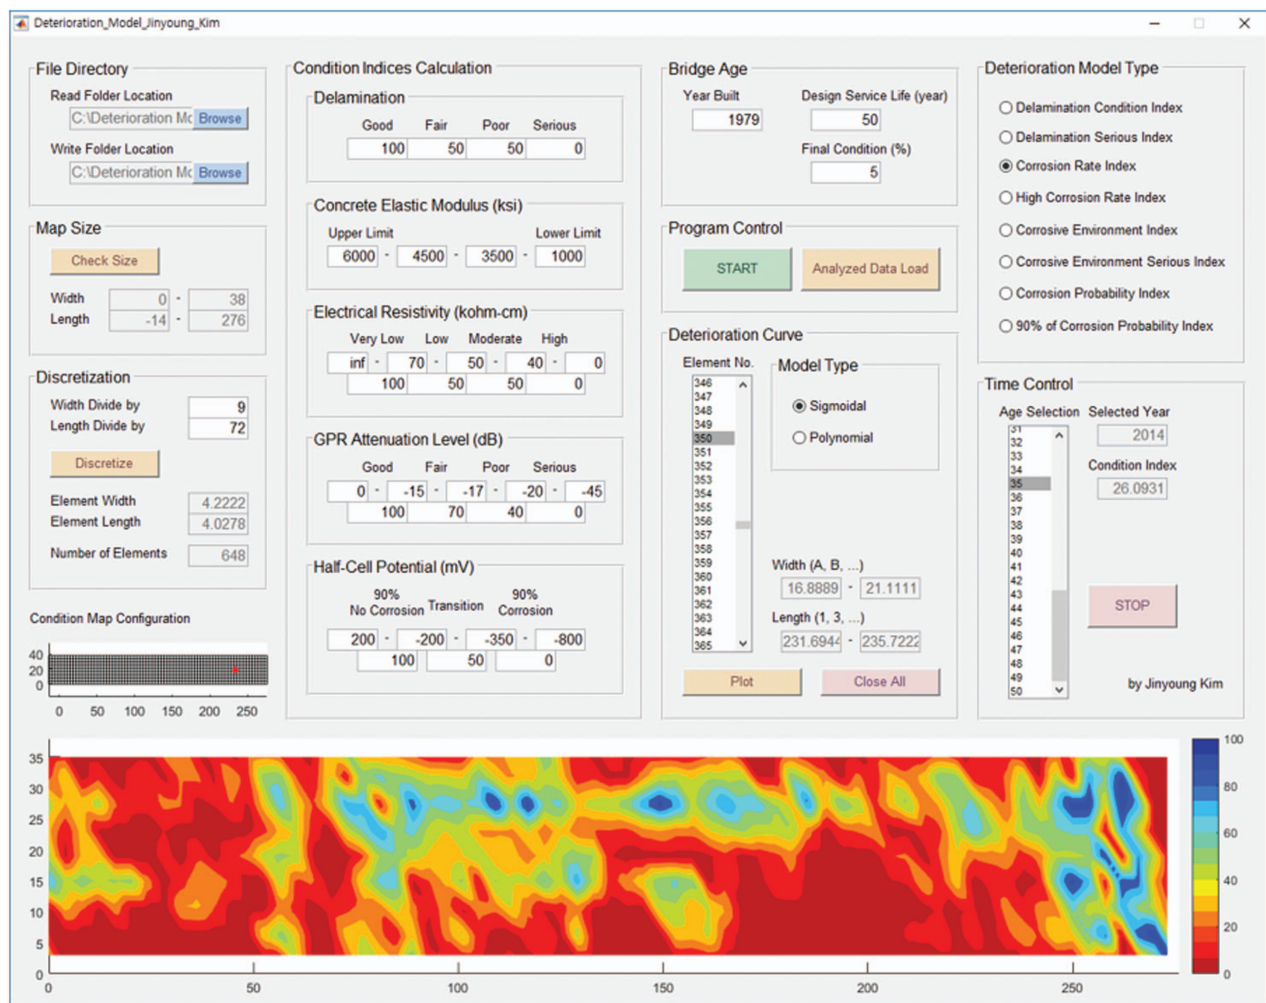 Deterioration_Model_Jinyoung_Kim
File Directory
Read Folder Location
C:\Deterioration Mc Browse
Write Folder Location
C:\Deterioration Mc Browse
Map Size
Check Size
Width 0 - 38
Length -14 - 276
Discretization
Width Divide by 9
Length Divide by 72
Discretize
Element Width 4.2222
Element Length 4.0278
Number of Elements 648
Condition Map Configuration
40
20
0
0 50 100 150 200 250
Condition Indices Calculation
Delamination
Good Fair Poor Serious
100 50 50 0
Concrete Elastic Modulus (ksi)
Upper Limit Lower Limit
6000 - 4500 - 3500 - 1000
Electrical Resistivity (kohm-cm)
Very Low Low Moderate High
inf - 70 - 50 - 40 - 0
100 50 50 0
GPR Attenuation Level (dB)
Good Fair Poor Serious
0 - -15 - -17 - -20 - -45
100 70 40 0
Half-Cell Potential (mV)
90% 90%
No Corrosion Transition Corrosion
200 - -200 - -350 - -800
100 50 0
Bridge Age
Year Built Design Service Life (year)
1979 50
Final Condition (%)
5
Program Control
START Analyzed Data Load
Deterioration Curve
Element No.
346
347
348
349
350
351
352
353
354
355
356
357
358
359
360
361
362
363
364
365
Model Type
Sigmoidal
Polynomial
Width (A, B, ...)
16.8889 - 21.1111
Length (1, 3, ...)
231.6944 - 235.7222
Plot Close All
Deterioration Model Type
Delamination Condition Index
Delamination Serious Index
Corrosion Rate Index
High Corrosion Rate Index
Corrosive Environment Index
Corrosive Environment Serious Index
Corrosion Probability Index
90% of Corrosion Probability Index
Time Control
Age Selection Selected Year
31
32
33
34
35
36
37
38
39
40
41
42
43
44
45
46
47
48
49
50
2014
Condition Index
26.0931
STOP
by Jinyoung Kim
35
30
25
20
15
10
5
0
0 50 100 150 200 250
100
80
60
40
20
0